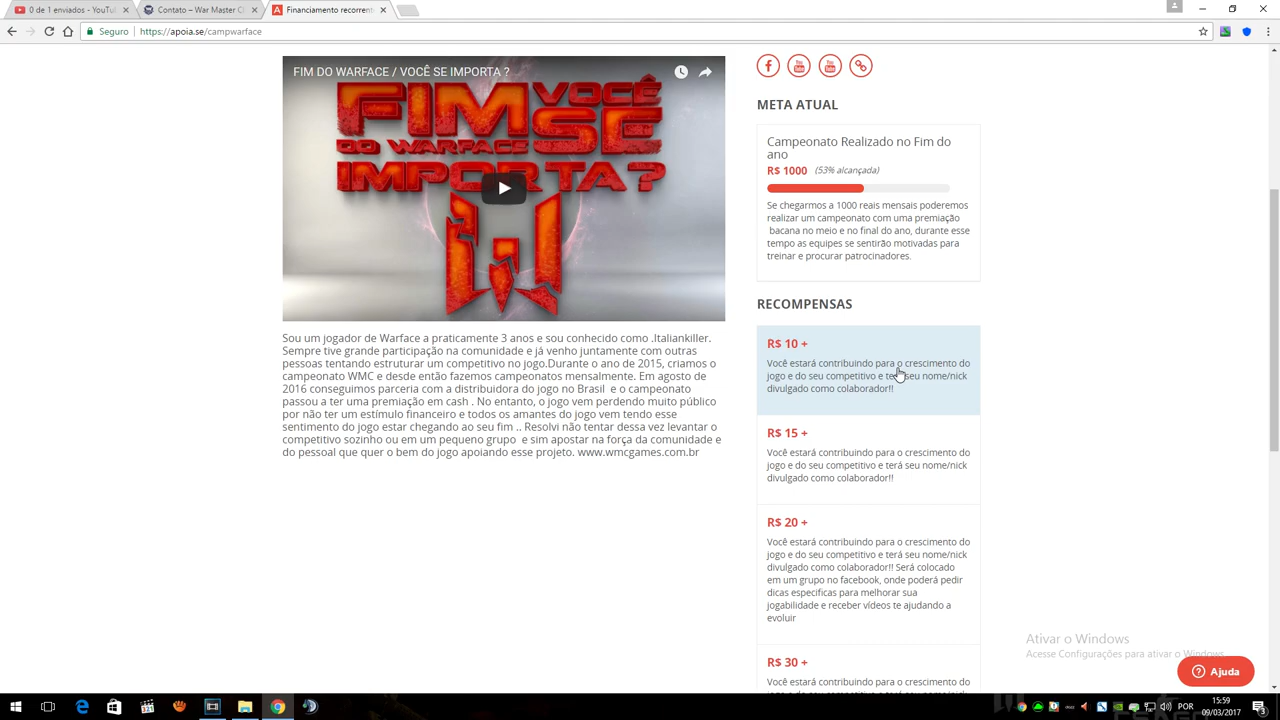 0 de 1 enviados - YouTu
Contato – War Master C
Financiamento recorrent
Seguro
https://apoia.se/campwarface
FIM DO WARFACE / VOCÊ SE IMPORTA ?
FIM VOCÊ
DO WARFACE SE
IMPORTA?
Sou um jogador de Warface a praticamente 3 anos e sou conhecido como .Italiankiller.
Sempre tive grande participação na comunidade e já venho juntamente com outras
pessoas tentando estruturar um competitivo no jogo.Durante o ano de 2015, criamos o
campeonato WMC e desde então fazemos campeonatos mensalmente. Em agosto de
2016 conseguimos parceria com a distribuidora do jogo no Brasil e o campeonato
passou a ter uma premiação em cash . No entanto, o jogo vem perdendo muito público
por não ter um estímulo financeiro e todos os amantes do jogo vem tendo esse
sentimento do jogo estar chegando ao seu fim .. Resolvi não tentar dessa vez levantar o
competitivo sozinho ou em um pequeno grupo e sim apostar na força da comunidade e
do pessoal que quer o bem do jogo apoiando esse projeto. www.wmcgames.com.br
You Tube
You Tube
META ATUAL
Campeonato Realizado no Fim do
ano
R$ 1000 (53% alcançada)
Se chegarmos a 1000 reais mensais poderemos
realizar um campeonato com uma premiação
bacana no meio e no final do ano, durante esse
tempo as equipes se sentirão motivadas para
treinar e procurar patrocinadores.
RECOMPENSAS
R$ 10 +
Você estará contribuindo para o crescimento do
jogo e do seu competitivo e terá seu nome/nick
divulgado como colaborador!!
R$ 15 +
Você estará contribuindo para o crescimento do
jogo e do seu competitivo e terá seu nome/nick
divulgado como colaborador!!
R$ 20 +
Você estará contribuindo para o crescimento do
jogo e do seu competitivo e terá seu nome/nick
divulgado como colaborador!! Será colocado
em um grupo no facebook, onde poderá pedir
dicas especificas para melhorar sua
jogabilidade e receber vídeos te ajudando a
evoluir
R$ 30 +
Você estará contribuindo para o crescimento do
Ativar o Windows
Acesse Configurações para ativar o Windows.
Ajuda
POR
15:59
09/03/2017